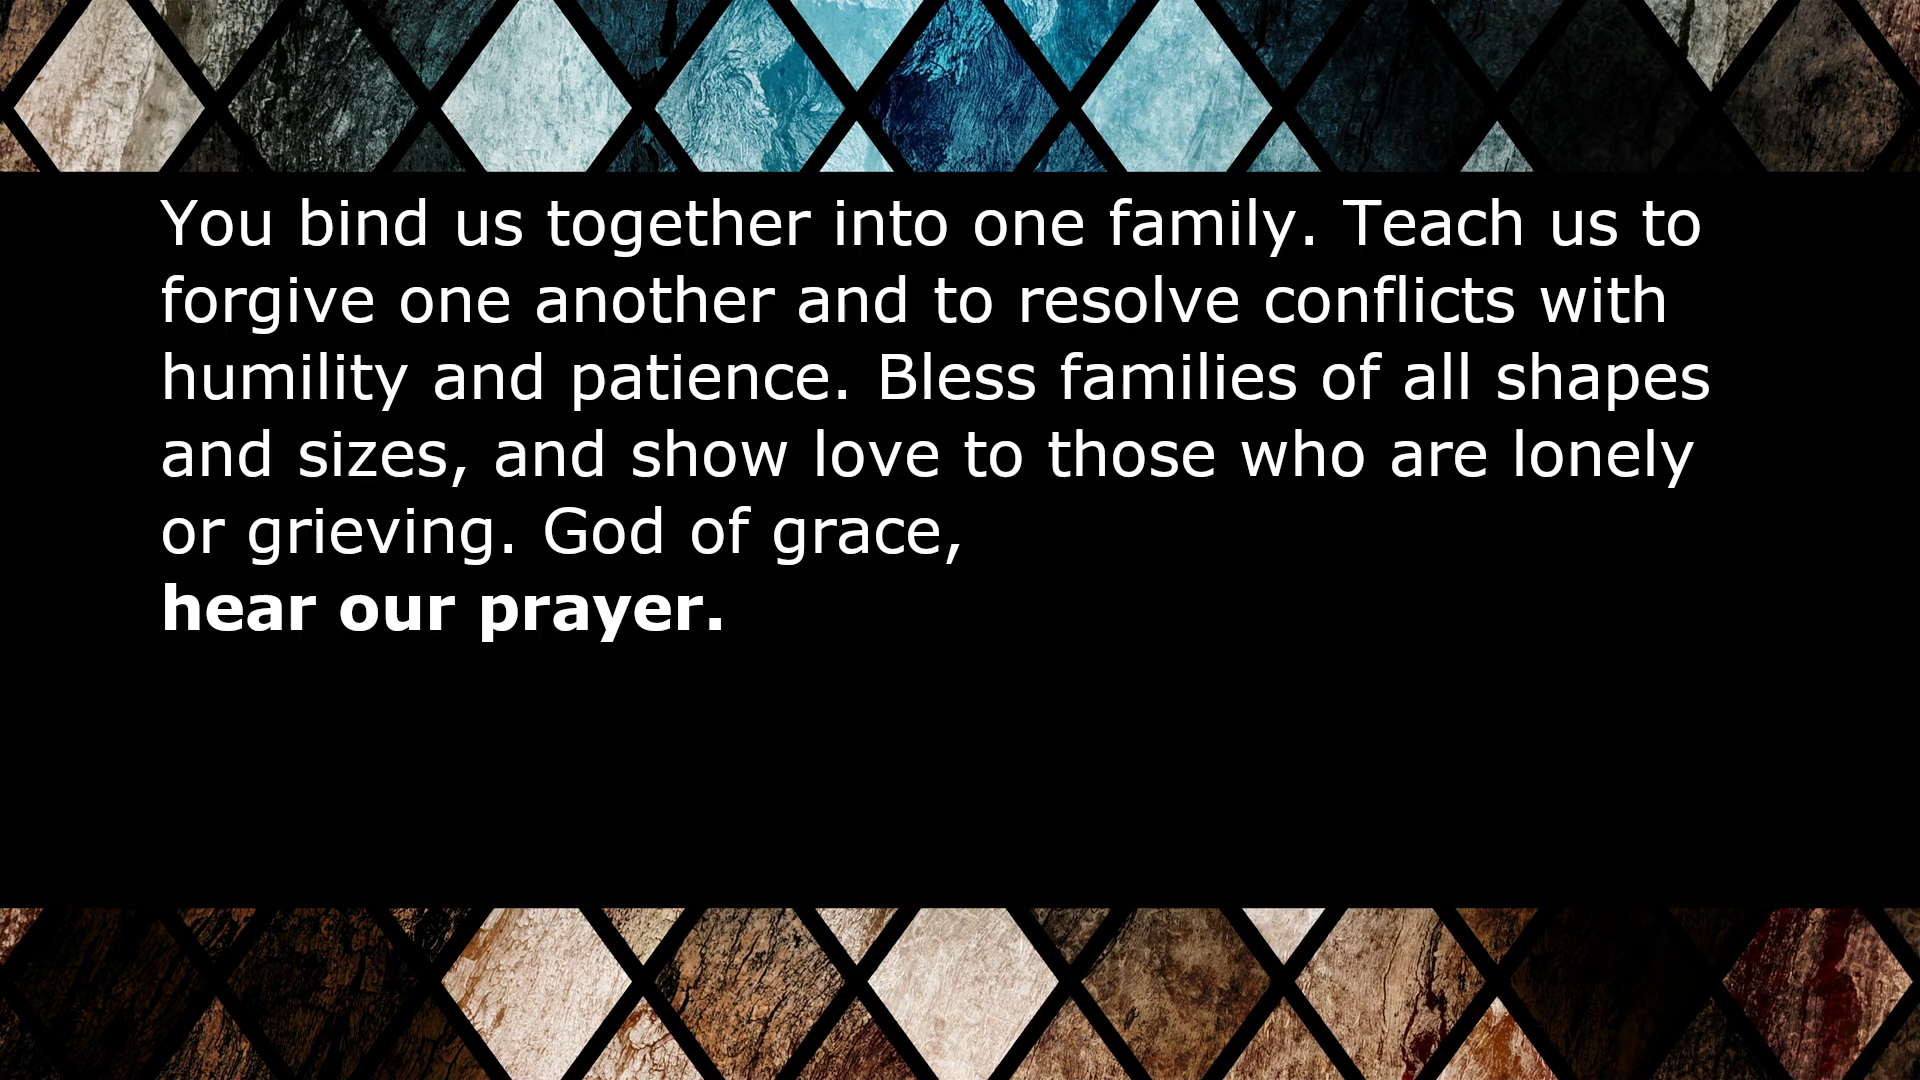 You bind us together into one family. Teach us to
forgive one another and to resolve conflicts with
humility and patience. Bless families of all shapes
and sizes, and show love to those who are lonely
or grieving. God of grace,
hear our prayer.